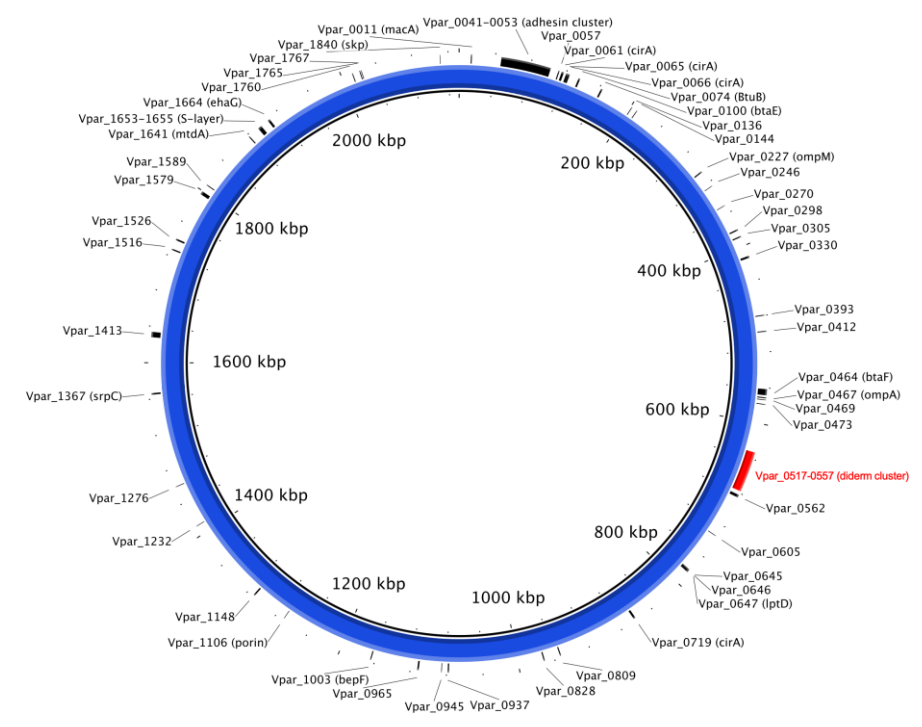 Vpar_0041-0053 (adhesin cluster)
Vpar_0011 (macA)
Vpar_0057
Vpar_1840 (skp)
Vpar_0061 (cirA)
Vpar_1767
Vpar_0065 (cirA)
Vpar_1765
Vpar_0066 (cirA)
Vpar_1760
Vpar_0074 (BtuB)
Vpar_1664 (ehaG)
Vpar_0100 (btaE)
Vpar_1653-1655 (S-layer)
Vpar_0136
Vpar_1641 (mtdA)
Vpar_0144
2000 kbp
200 kbp
Vpar_1589
Vpar_0227 (ompM)
Vpar_1579
Vpar_0246
Vpar_0270
Vpar_0298
Vpar_1526
1800 kbp
Vpar_0305
Vpar_1516
Vpar_0330
400 kbp
Vpar_0393
Vpar_1413
Vpar_0412
1600 kbp
Vpar_0464 (btaF)
Vpar_1367 (srpC)
Vpar_0467 (ompA)
600 kbp
Vpar_0469
Vpar_0473
Vpar_0517-0557 (diderm cluster)
Vpar_1276
1400 kbp
Vpar_0562
Vpar_1232
800 kbp
Vpar_0605
Vpar_0645
1200 kbp
Vpar_0646
1000 kbp
Vpar_0647 (lptD)
Vpar_1148
Vpar_1106 (porin)
Vpar_0719 (cirA)
Vpar_1003 (bepF)
Vpar_0809
Vpar_0965
Vpar_0828
Vpar_0945
Vpar_0937